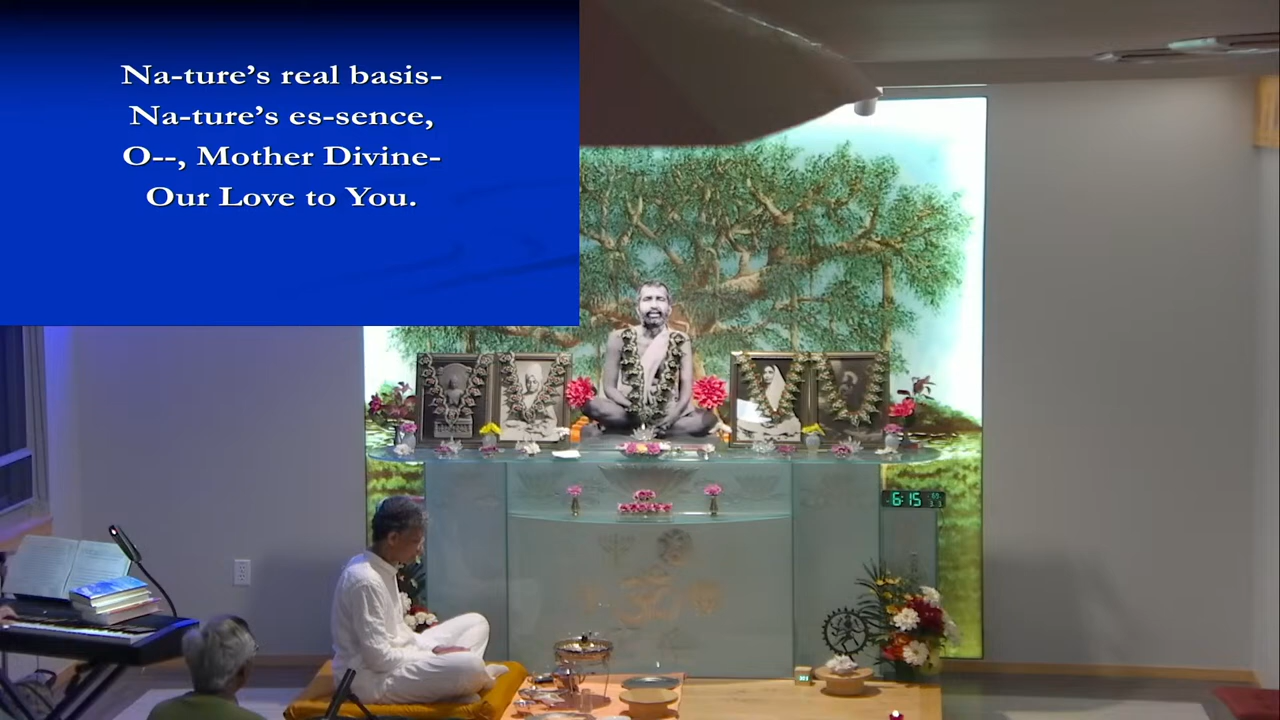 Na-ture's real basis-
Na-ture's es-sence,
O--, Mother Divine-
Our Love to You.
6:15